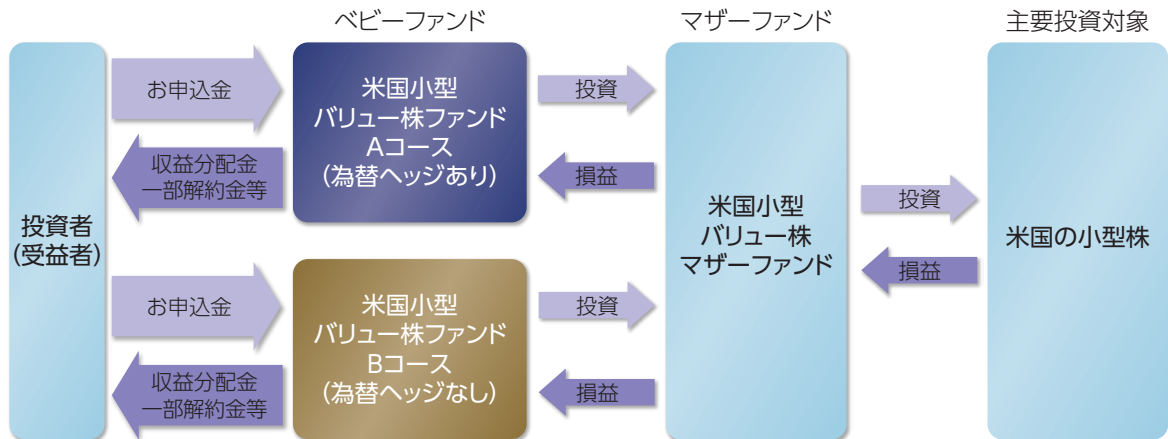 ベビーファンド
マザーファンド
主要投資対象
投資者
(受益者)
お申込金
収益分配金
一部解約金等
米国小型
バリュー株ファンド
Aコース
(為替ヘッジあり)
投資
損益
お申込金
収益分配金
一部解約金等
米国小型
バリュー株ファンド
Bコース
(為替ヘッジなし)
投資
損益
米国小型
バリュー株
マザーファンド
投資
損益
米国の小型株